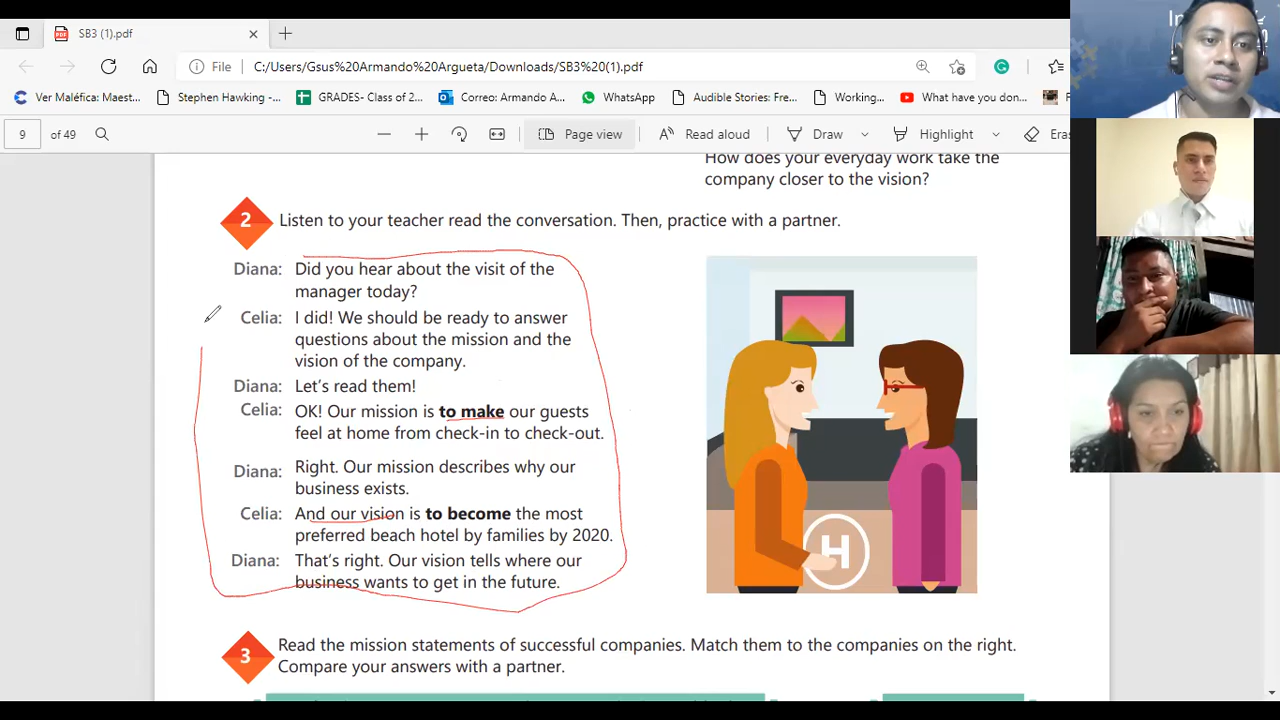 SB3 (1).pdf
File
C:/Users/Gsus%20Armando%20Argueta/Downloads/SB3%20(1).pdf
Ver Maléfica: Maest...
Stephen Hawking -...
GRADES- Class of 2...
Correo: Armando A...
WhatsApp
Audible Stories: Fre...
Working...
What have you don...
9 of 49
Page view
Read aloud
Draw
Highlight
Eras
How does your everyday work take the
company closer to the vision?
2 Listen to your teacher read the conversation. Then, practice with a partner.
Diana: Did you hear about the visit of the
manager today?
Celia: I did! We should be ready to answer
questions about the mission and the
vision of the company.
Diana: Let's read them!
Celia: OK! Our mission is to make our guests
feel at home from check-in to check-out.
Diana: Right. Our mission describes why our
business exists.
Celia: And our vision is to become the most
preferred beach hotel by families by 2020.
Diana: That's right. Our vision tells where our
business wants to get in the future.
H
3 Read the mission statements of successful companies. Match them to the companies on the right.
Compare your answers with a partner.